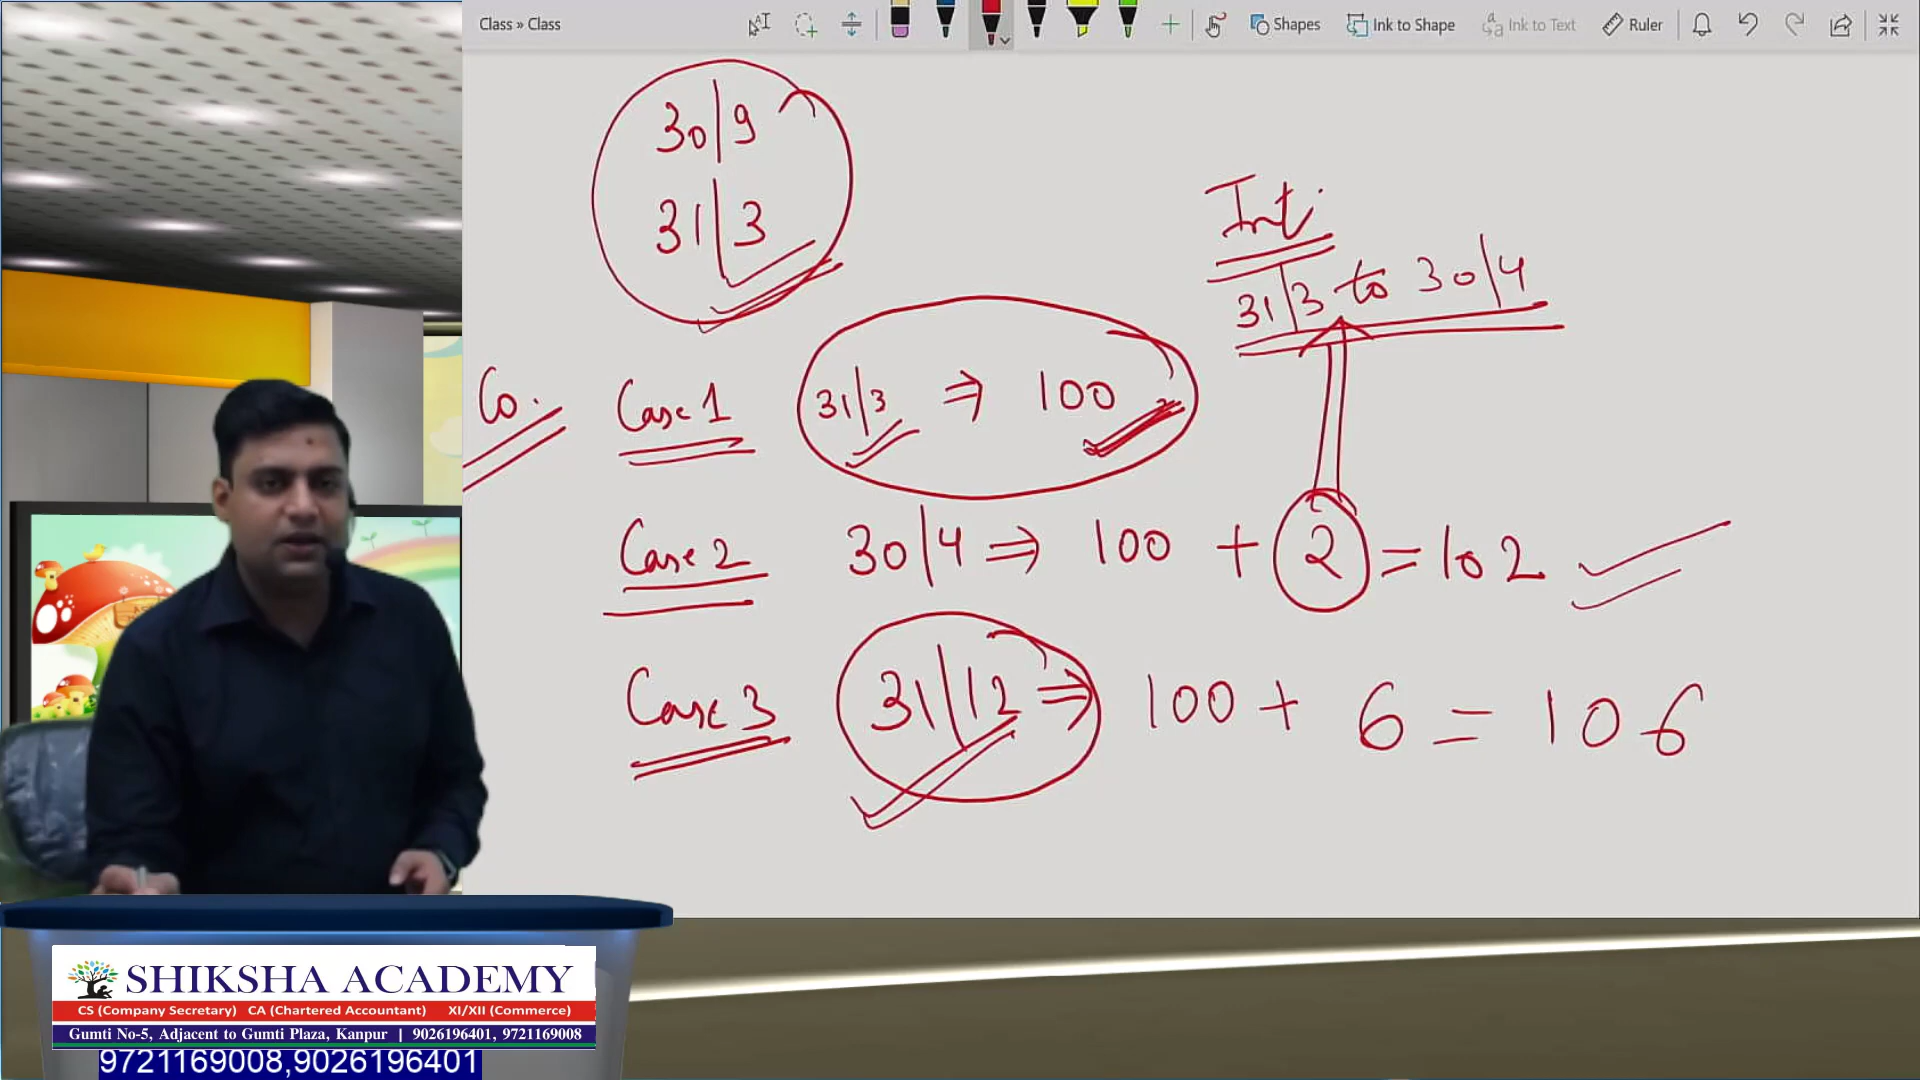 Class » Class
Shapes
Ink to Shape
Ink to Text
Ruler
30|9
31|3
Int.
31|3 to 30|4
Co. Case 1 31|3 ⇒ 100
Case 2 30|4 ⇒ 100 + 2 = 102
Case 3 31|12 ⇒ 100 + 6 = 106
SHIKSHA ACADEMY
CS (Company Secretary) CA (Chartered Accountant) XI/XII (Commerce)
Gumti No-5, Adjacent to Gumti Plaza, Kanpur | 9026196401, 9721169008
9721169008,9026196401